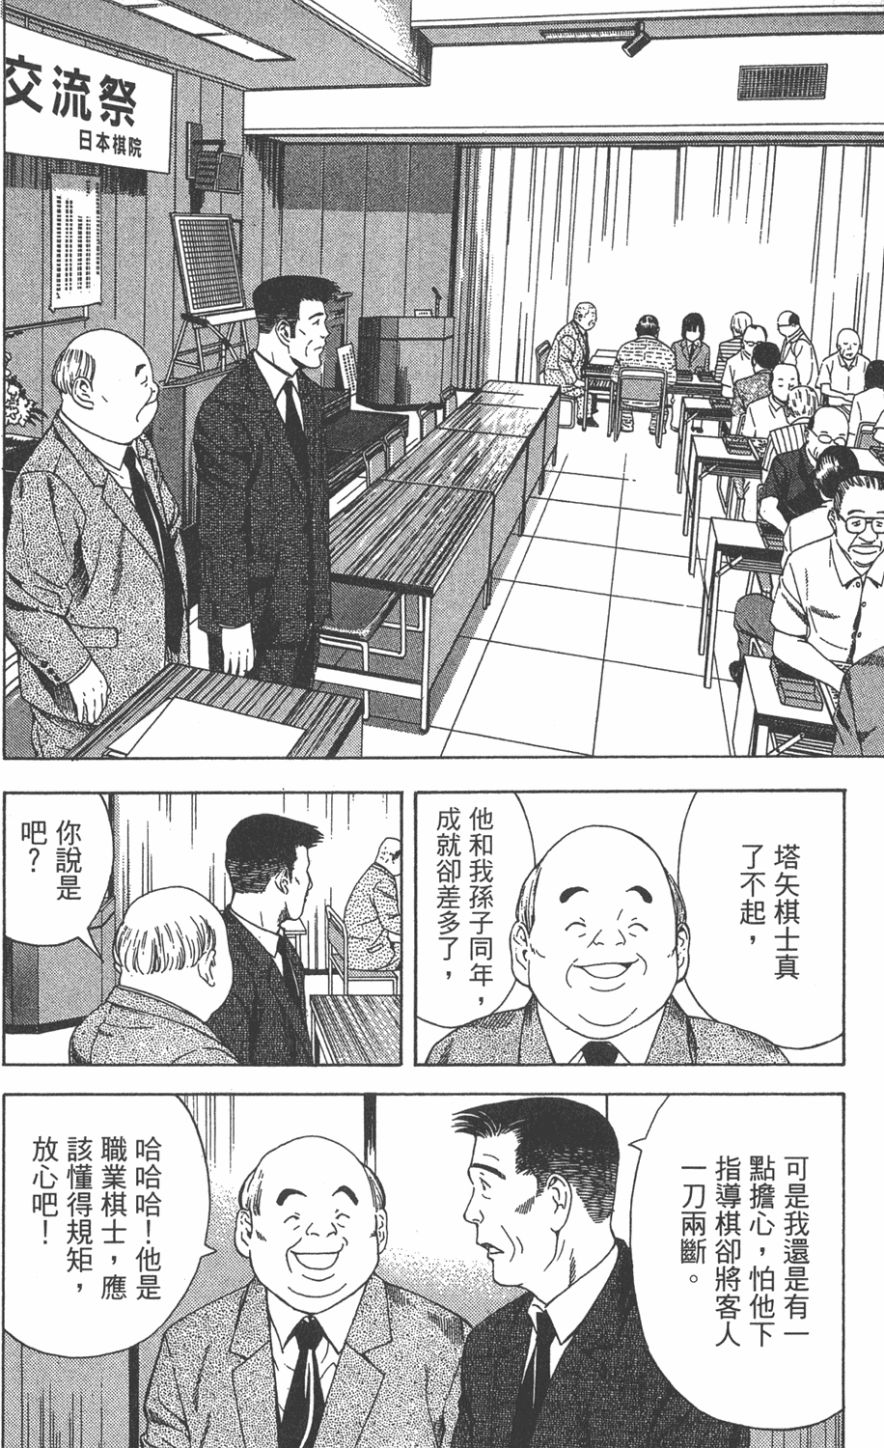 交流祭
日本棋院
塔矢棋士真
了不起，
他和我孫子同年，
成就卻差多了，
你說是
吧？
可是我還是有一
點擔心，怕他下
指導棋卻將客人
一刀兩斷。
哈哈哈！他是
職業棋士，應
該懂得規矩，
放心吧！